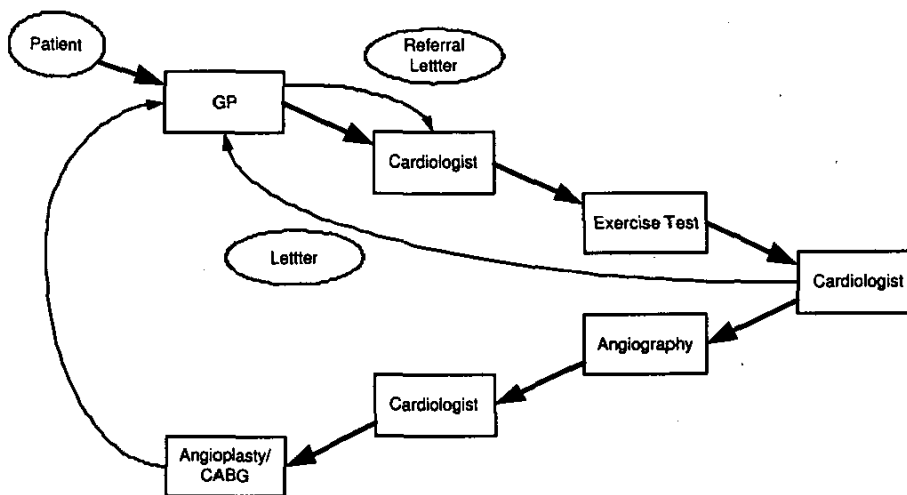 Patient
Referral
Lettter
GP
Cardiologist
Exercise Test
Lettter
Cardiologist
Angiography
Cardiologist
Angioplasty/
CABG